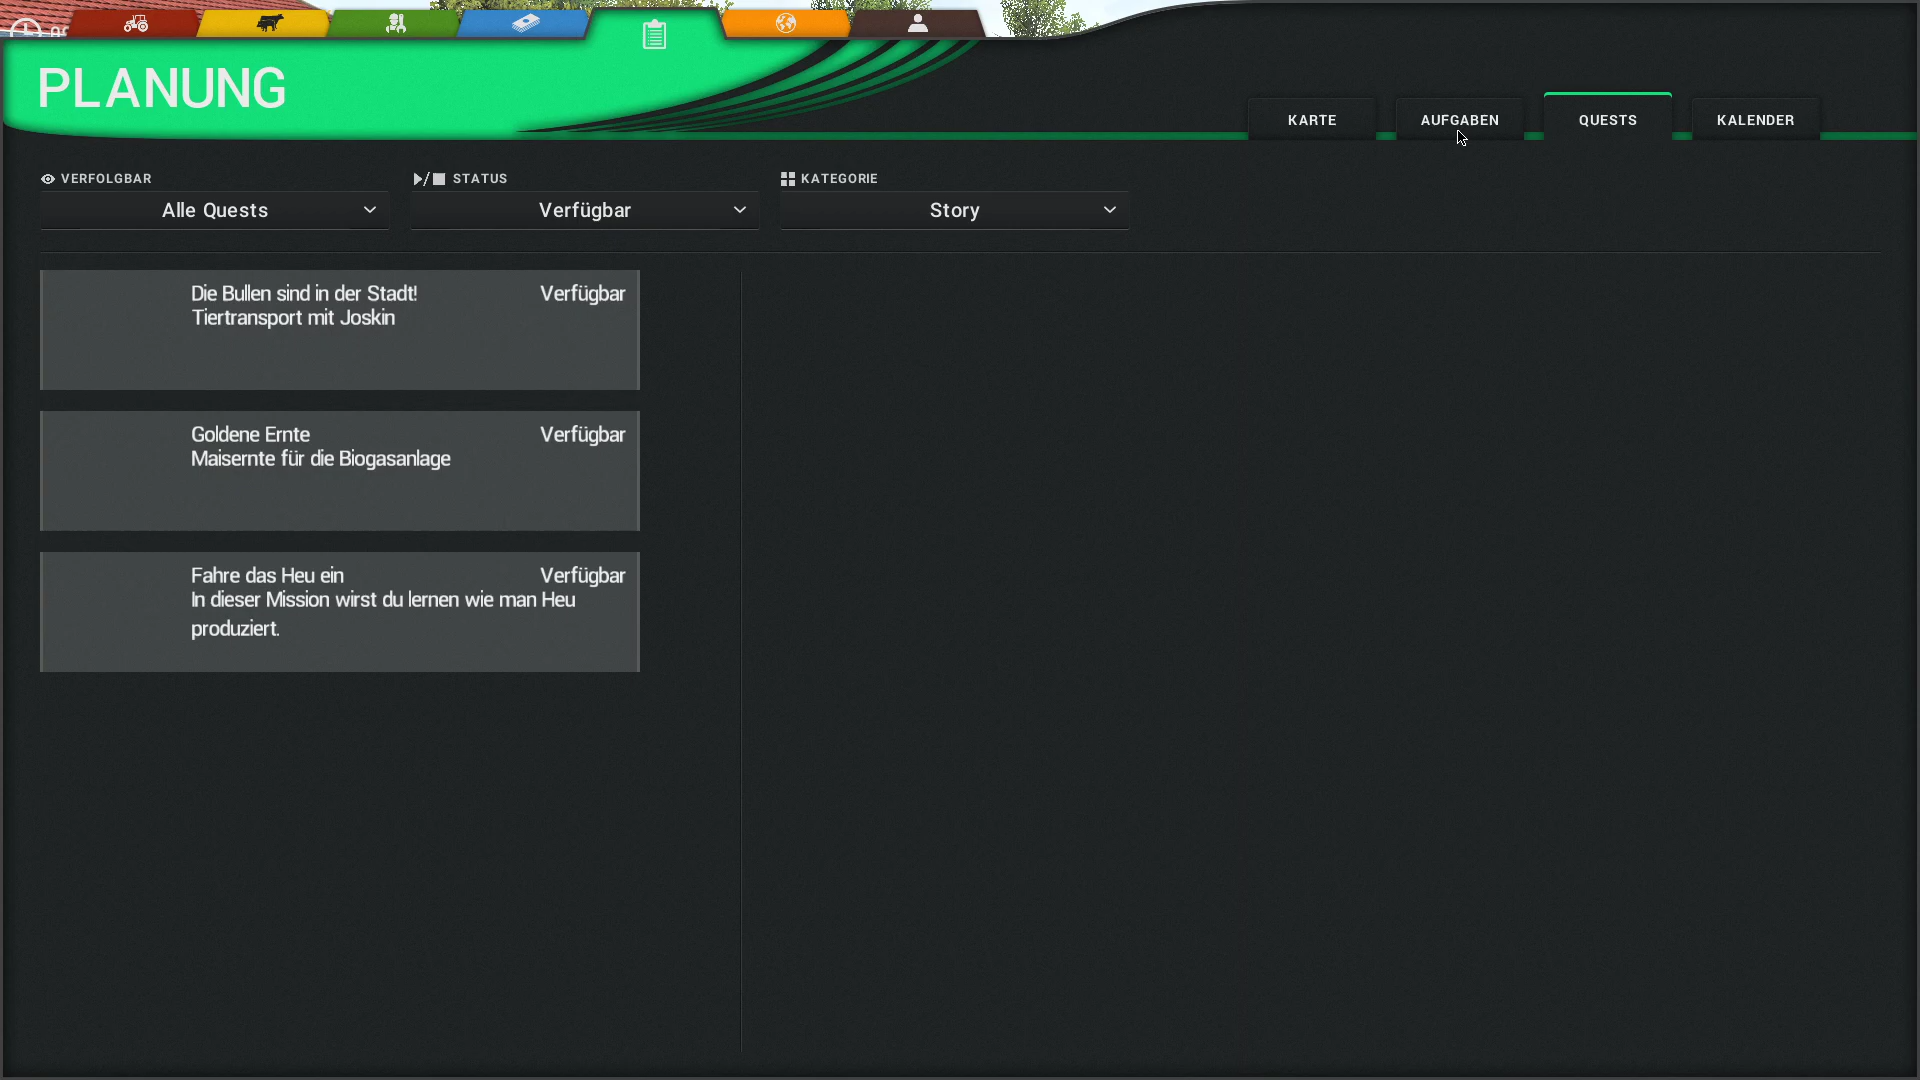 PLANUNG
KARTE
AUFGABEN
QUESTS
KALENDER
VERFOLGBAR
STATUS
KATEGORIE
Alle Quests
Verfügbar
Story
Die Bullen sind in der Stadt!
Verfügbar
Tiertransport mit Joskin
Goldene Ernte
Verfügbar
Maisernte für die Biogasanlage
Fahre das Heu ein
Verfügbar
In dieser Mission wirst du lernen wie man Heu
produziert.